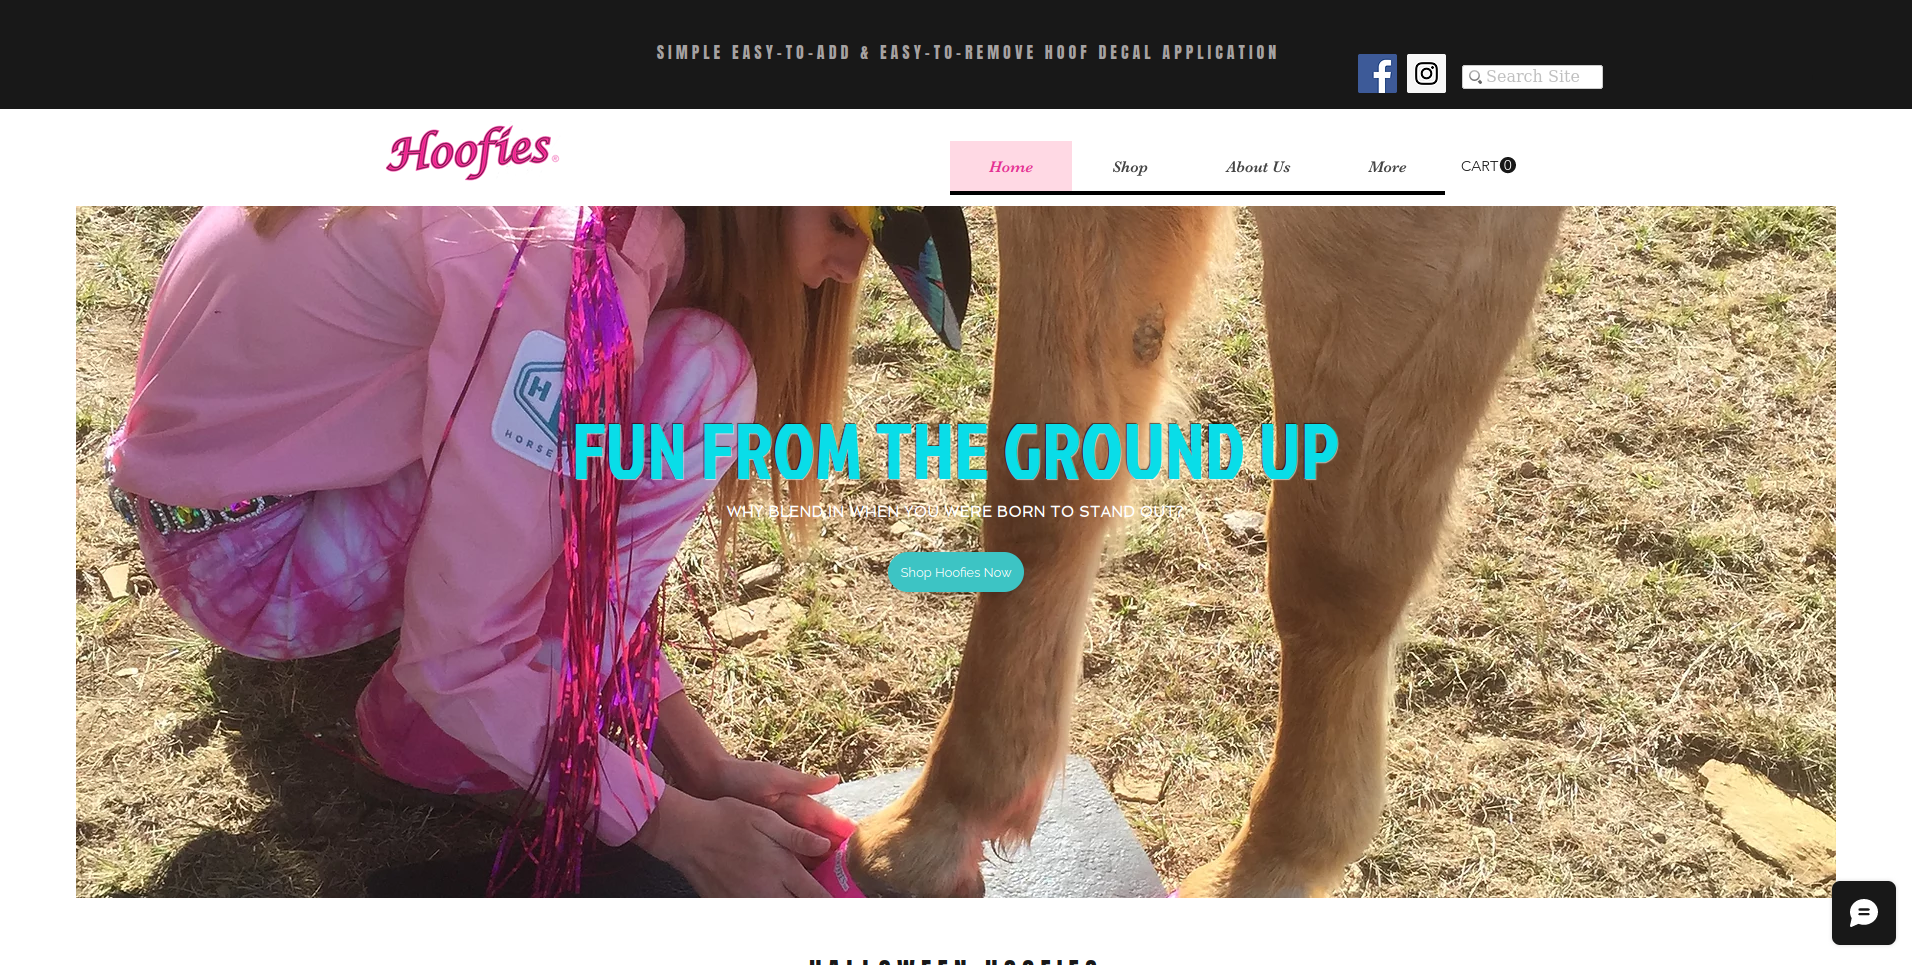 SIMPLE EASY-TO-ADD & EASY-TO-REMOVE HOOF DECAL APPLICATION
Search Site
Hoofies®
Home
Shop
About Us
More
CART 0
H
HORSE
FUN FROM THE GROUND UP
WHY BLEND IN WHEN YOU WERE BORN TO STAND OUT?
Shop Hoofies Now
HALLOWEEN HOOFIES